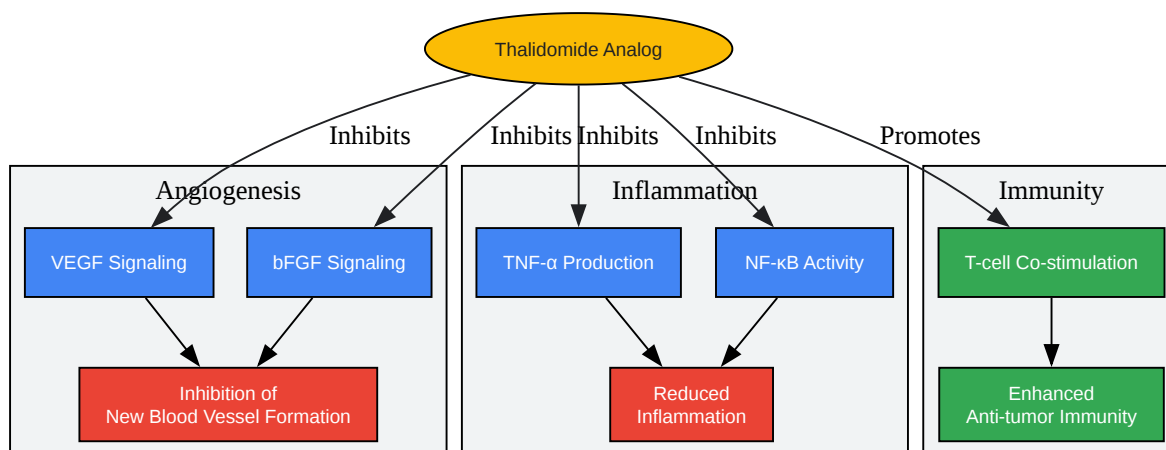 Thalidomide Analog
Inhibits
Inhibits
Inhibits
Inhibits
Promotes
Angiogenesis
Inflammation
Immunity
VEGF Signaling
bFGF Signaling
TNF-α Production
NF-κB Activity
T-cell Co-stimulation
Inhibition of
New Blood Vessel Formation
Reduced
Inflammation
Enhanced
Anti-tumor Immunity